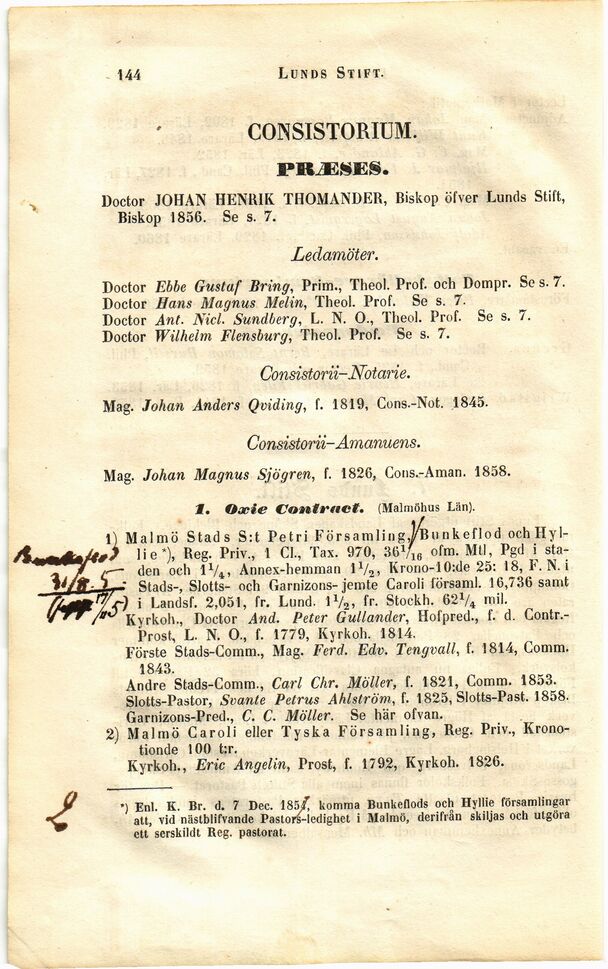 144 LUNDS STIFT.
CONSISTORIUM.
PRÆSES.
Doctor JOHAN HENRIK THOMANDER, Biskop öfver Lunds Stift,
Biskop 1856. Se s. 7.
Ledamöter.
Doctor Ebbe Gustaf Bring, Prim., Theol. Prof. och Dompr. Se s. 7.
Doctor Hans Magnus Melin, Theol. Prof. Se s. 7.
Doctor Ant. Nicl. Sundberg, L. N. O., Theol. Prof. Se s. 7.
Doctor Wilhelm Flensburg, Theol. Prof. Se s. 7.
Consistorii-Notarie.
Mag. Johan Anders Qviding, f. 1819, Cons.-Not. 1845.
Consistorii-Amanuens.
Mag. Johan Magnus Sjögren, f. 1826, Cons.-Aman. 1858.
1. Oxie Contract. (Malmöhus Län).
1) Malmö Stads S:t Petri Församling, Bunkeflod och Hyl-
lie*), Reg. Priv., 1 Cl., Tax. 970, 36 1/16 ofm. Mtl, Pgd i sta-
den och 1 1/4, Annex-hemman 1 1/2, Krono-10:de 25: 18, F. N. i
Stads-, Slotts- och Garnizons- jemte Caroli församl. 16,736 samt
i Landsf. 2,051, fr. Lund. 1 1/2, fr. Stockh. 62 1/4 mil.
Kyrkoh., Doctor And. Peter Gullander, Hofpred., f. d. Contr.-
Prost, L. N. O., f. 1779, Kyrkoh. 1814.
Förste Stads-Comm., Mag. Ferd. Edv. Tengvall, f. 1814, Comm.
1843.
Andre Stads-Comm., Carl Chr. Möller, f. 1821, Comm. 1853.
Slotts-Pastor, Svante Petrus Ahlström, f. 1825, Slotts-Past. 1858.
Garnizons-Pred., C. C. Möller. Se här ofvan.
2) Malmö Caroli eller Tyska Församling, Reg. Priv., Krono-
tionde 100 t:r.
Kyrkoh., Eric Angelin, Prost, f. 1792, Kyrkoh. 1826.
Bunkeflod
31/8. 5
*) Enl. K. Br. d. 7 Dec. komma Bunkeflods och Hyllie församlingar
att, vid nästblifvande Pastors-ledighet i Malmö, derifrån skiljas och utgöra
ett serskildt Reg. pastorat.